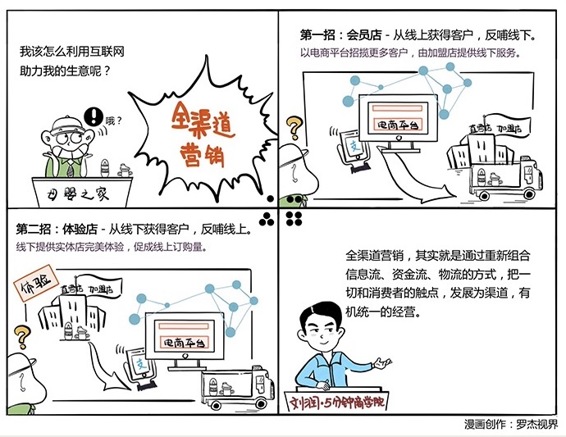 我该怎么利用互联网
助力我的生意呢？
哦？
全渠道
营销
母婴之家
第一招：会员店 - 从线上获得客户，反哺线下。
以电商平台招揽更多客户，由加盟店提供线下服务。
电商平台
支
直营店 加盟店
第二招：体验店 - 从线下获得客户，反哺线上。
线下提供实体店完美体验，促成线上订购量。
体验
直营店 加盟店
电商平台
支
全渠道营销，其实就是通过重新组合
信息流、资金流、物流的方式，把一
切和消费者的触点，发展为渠道，有
机统一的经营。
刘润·5分钟商学院
漫画创作：罗杰视界